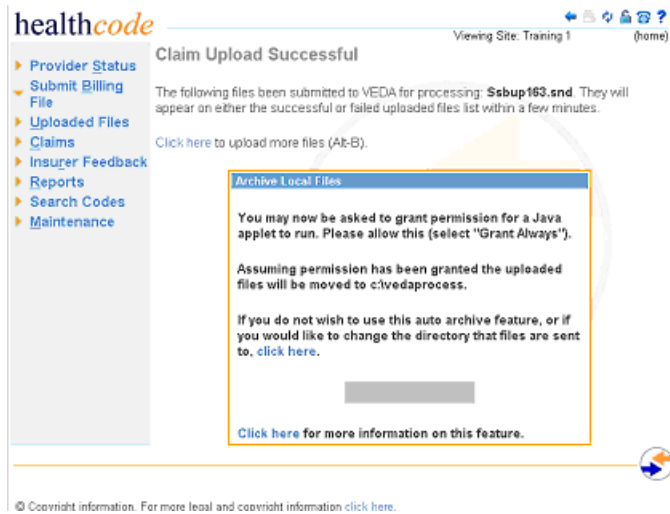 healthcode
Viewing Site: Training 1 (home)
Provider Status
Submit Billing
File
Uploaded Files
Claims
Insurer Feedback
Reports
Search Codes
Maintenance
Claim Upload Successful
The following files been submitted to VEDA for processing: Ssbup163.snd. They will
appear on either the successful or failed uploaded files list within a few minutes.
Click here to upload more files (Alt-B).
Archive Local Files
You may now be asked to grant permission for a Java
applet to run. Please allow this (select "Grant Always").
Assuming permission has been granted the uploaded
files will be moved to c:\vedaprocess.
If you do not wish to use this auto archive feature, or if
you would like to change the directory that files are sent
to, click here.
Click here for more information on this feature.
© Copyright information. For more legal and copyright information click here.